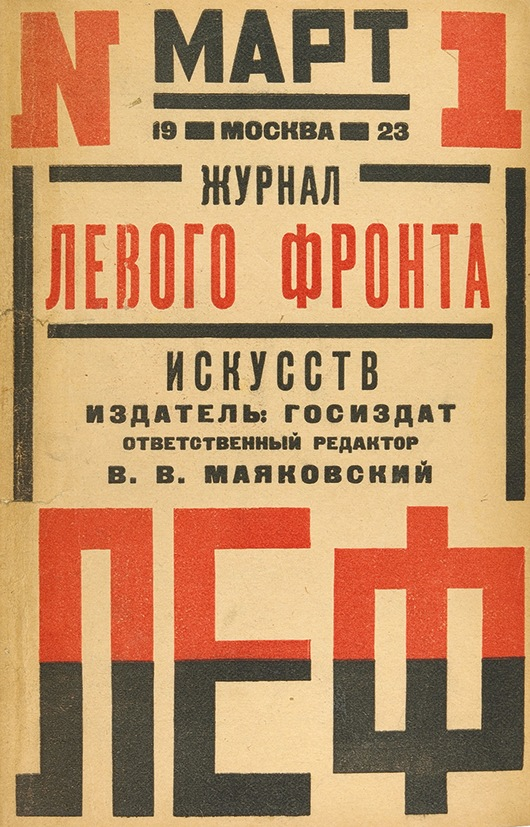 N МАРТ 1
19 МОСКВА 23
ЖУРНАЛ
ЛЕВОГО ФРОНТА
ИСКУССТВ
ИЗДАТЕЛЬ: ГОСИЗДАТ
ОТВЕТСТВЕННЫЙ РЕДАКТОР
В. В. МАЯКОВСКИЙ
ЛЕФ